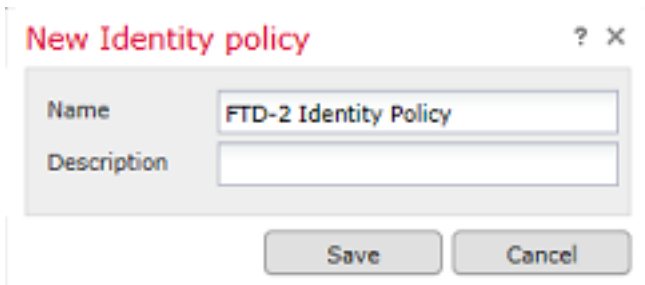 New Identity policy ? ×
Name FTD-2 Identity Policy
Description
Save Cancel